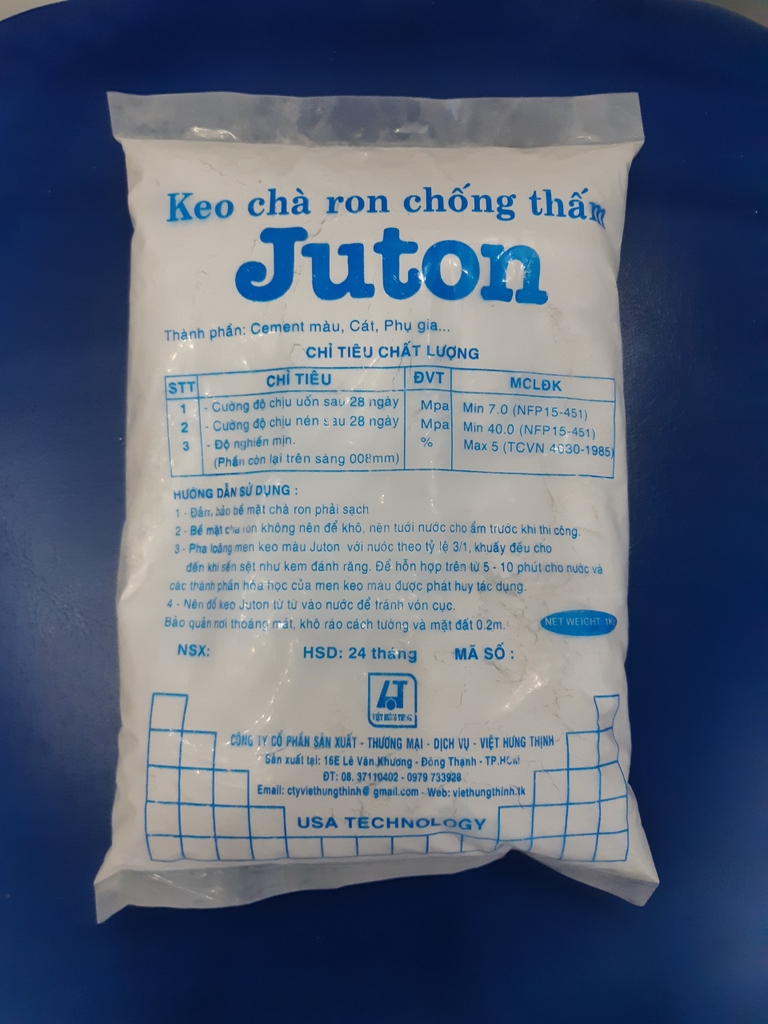 Keo chà ron chống thấm
Juton
Thành phần: Cement màu, Cát, Phụ gia...
CHỈ TIÊU CHẤT LƯỢNG
STT CHỈ TIÊU ĐVT MCLĐK
1 - Cường độ chịu uốn sau 28 ngày Mpa Min 7.0 (NFP15-451)
2 - Cường độ chịu nén sau 28 ngày Mpa Min 40.0 (NFP15-451)
3 - Độ nghiền mịn. % Max 5 (TCVN 4030-1985)
(Phần còn lại trên sàng 008mm)
HƯỚNG DẪN SỬ DỤNG :
1 - Đảm bảo bề mặt chà ron phải sạch
2 - Bề mặt chà ron không nên để khô, nên tưới nước cho ẩm trước khi thi công.
3 - Pha loãng men keo màu Juton với nước theo tỷ lệ 3/1, khuấy đều cho
đến khi sền sệt như kem đánh răng. Để hỗn hợp trên từ 5 - 10 phút cho nước và
các thành phần hóa học của men keo màu được phát huy tác dụng.
4 - Nên đổ keo Juton từ từ vào nước để tránh vón cục.
Bảo quản nơi thoáng mát, khô ráo cách tường và mặt đất 0.2m.
NET WEIGHT: 1Kg
NSX: HSD: 24 tháng MÃ SỐ :
VIỆT HƯNG THỊNH
CÔNG TY CỔ PHẦN SẢN XUẤT - THƯƠNG MẠI - DỊCH VỤ - VIỆT HƯNG THỊNH
Sản xuất tại: 16E Lê Văn Khương - Đông Thạnh - TP.HCM
ĐT: 08. 37110402 - 0979 733928
Email: ctyviethungthinh@gmail.com - Web: viethungthinh.tk
USA TECHNOLOGY